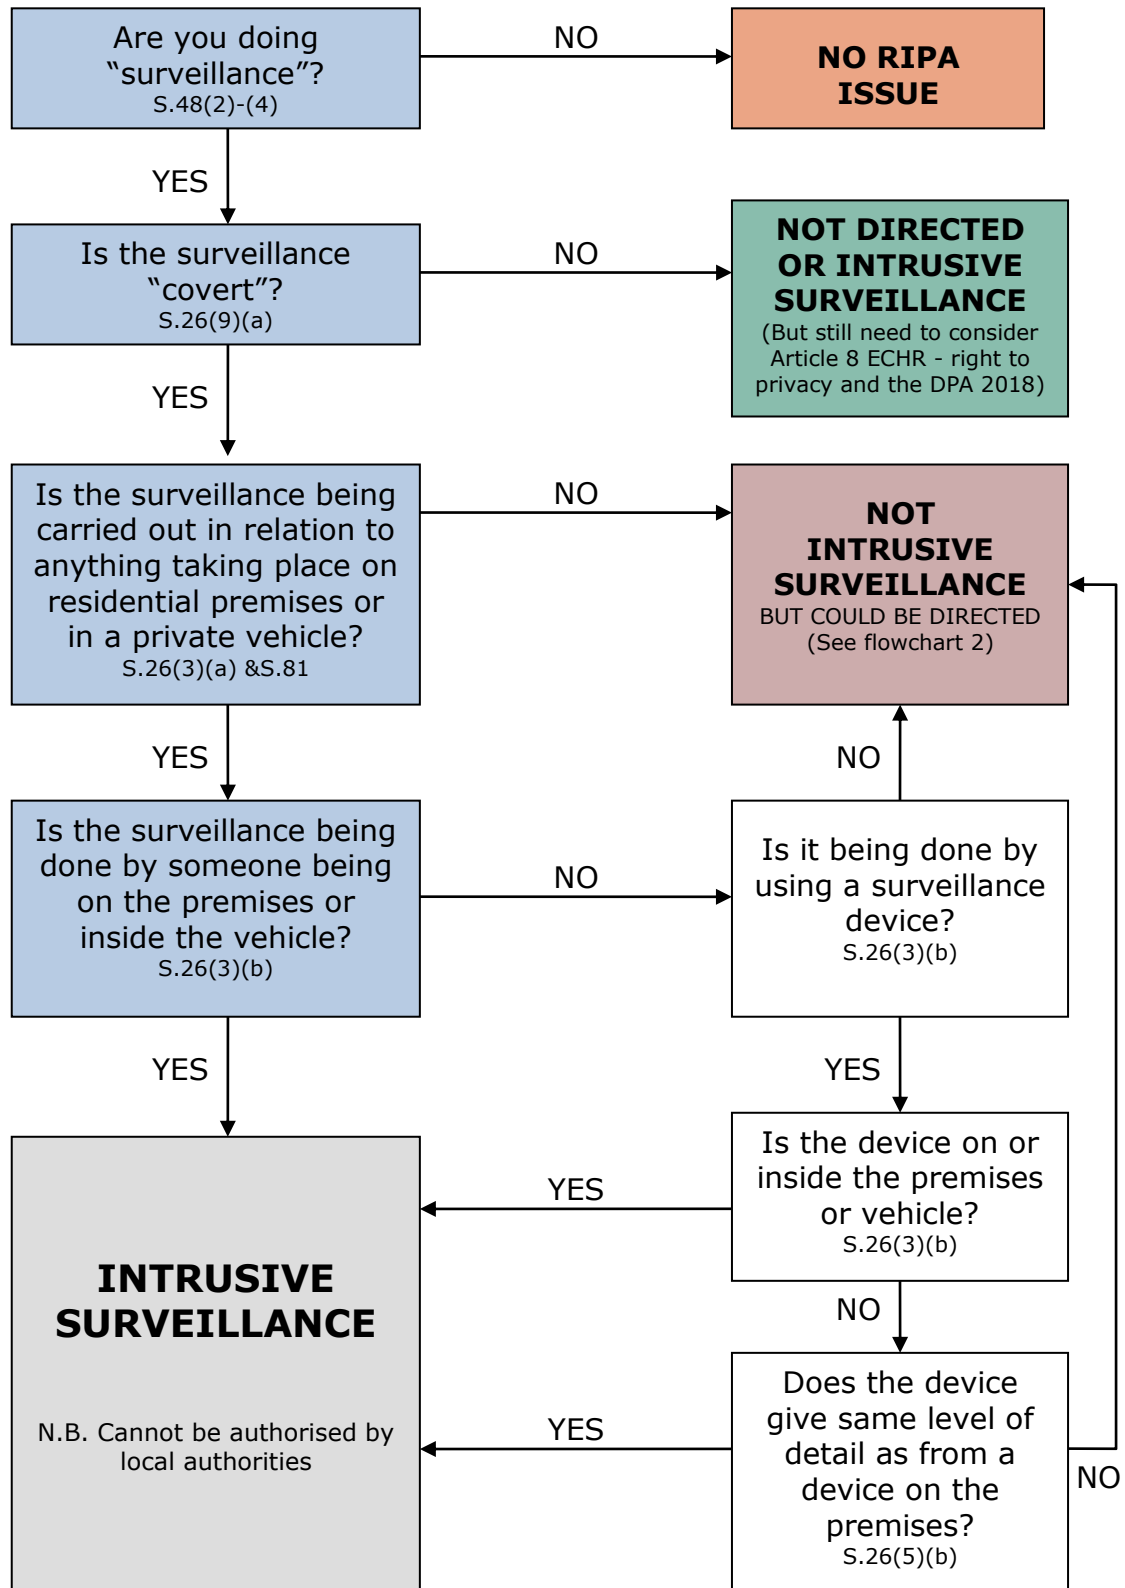 Are you doing
“surveillance”?
S.48(2)-(4)
NO
NO RIPA
ISSUE
YES
Is the surveillance
“covert”?
S.26(9)(a)
NO
NOT DIRECTED
OR INTRUSIVE
SURVEILLANCE
(But still need to consider
Article 8 ECHR - right to
privacy and the DPA 2018)
YES
Is the surveillance being
carried out in relation to
anything taking place on
residential premises or
in a private vehicle?
S.26(3)(a) &S.81
NO
NOT
INTRUSIVE
SURVEILLANCE
BUT COULD BE DIRECTED
(See flowchart 2)
YES
NO
Is the surveillance being
done by someone being
on the premises or
inside the vehicle?
S.26(3)(b)
NO
Is it being done by
using a surveillance
device?
S.26(3)(b)
YES
YES
Is the device on or
inside the premises
or vehicle?
S.26(3)(b)
YES
NO
INTRUSIVE
SURVEILLANCE
N.B. Cannot be authorised by
local authorities
YES
Does the device
give same level of
detail as from a
device on the
premises?
S.26(5)(b)
NO